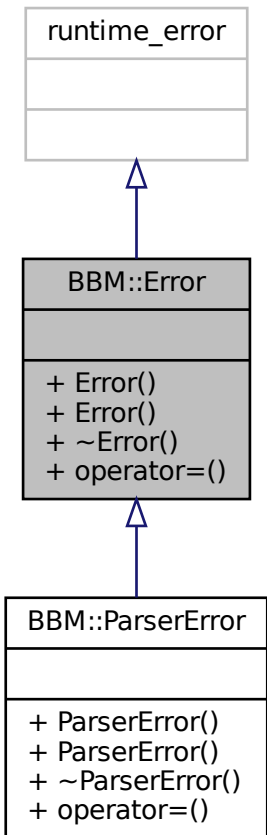 runtime_error
BBM::Error
+ Error()
+ Error()
+ ~Error()
+ operator=()
BBM::ParserError
+ ParserError()
+ ParserError()
+ ~ParserError()
+ operator=()